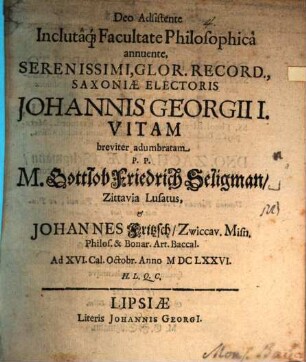 Deo Adsistente
Inclutâq; Facultate Philosophicâ
annuente,
SERENISSIMI, GLOR. RECORD.,
SAXONIÆ ELECTORIS
JOHANNIS GEORGII I.
VITAM
breviter adumbratam
P. P.
M. Gottlob Friedrich Seligman/
Zittavia Lusatus,
&
JOHANNES Fritzsch/ Zwiccav. Misn.
Philos. & Bonar. Art. Baccal.
Ad XVI. Cal. Octobr. Anno MDCLXXVI.
H. L. Q. C.
LIPSIÆ
Literis JOHANNIS GEORGI.